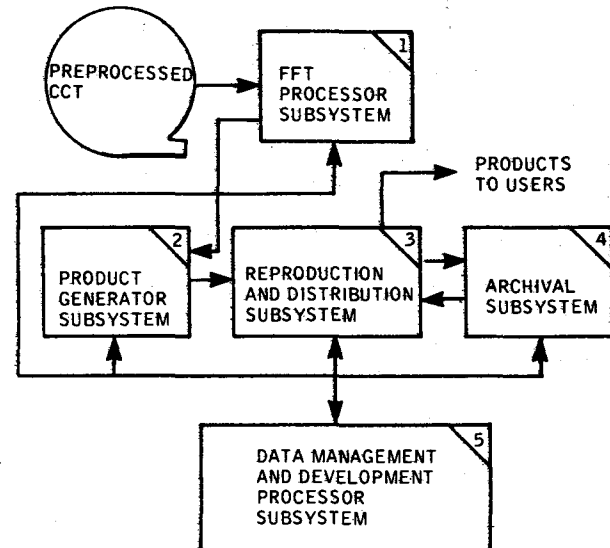 PREPROCESSED
CCT
1
FFT
PROCESSOR
SUBSYSTEM
PRODUCTS
TO USERS
2
PRODUCT
GENERATOR
SUBSYSTEM
3
REPRODUCTION
AND DISTRIBUTION
SUBSYSTEM
4
ARCHIVAL
SUBSYSTEM
5
DATA MANAGEMENT
AND DEVELOPMENT
PROCESSOR
SUBSYSTEM